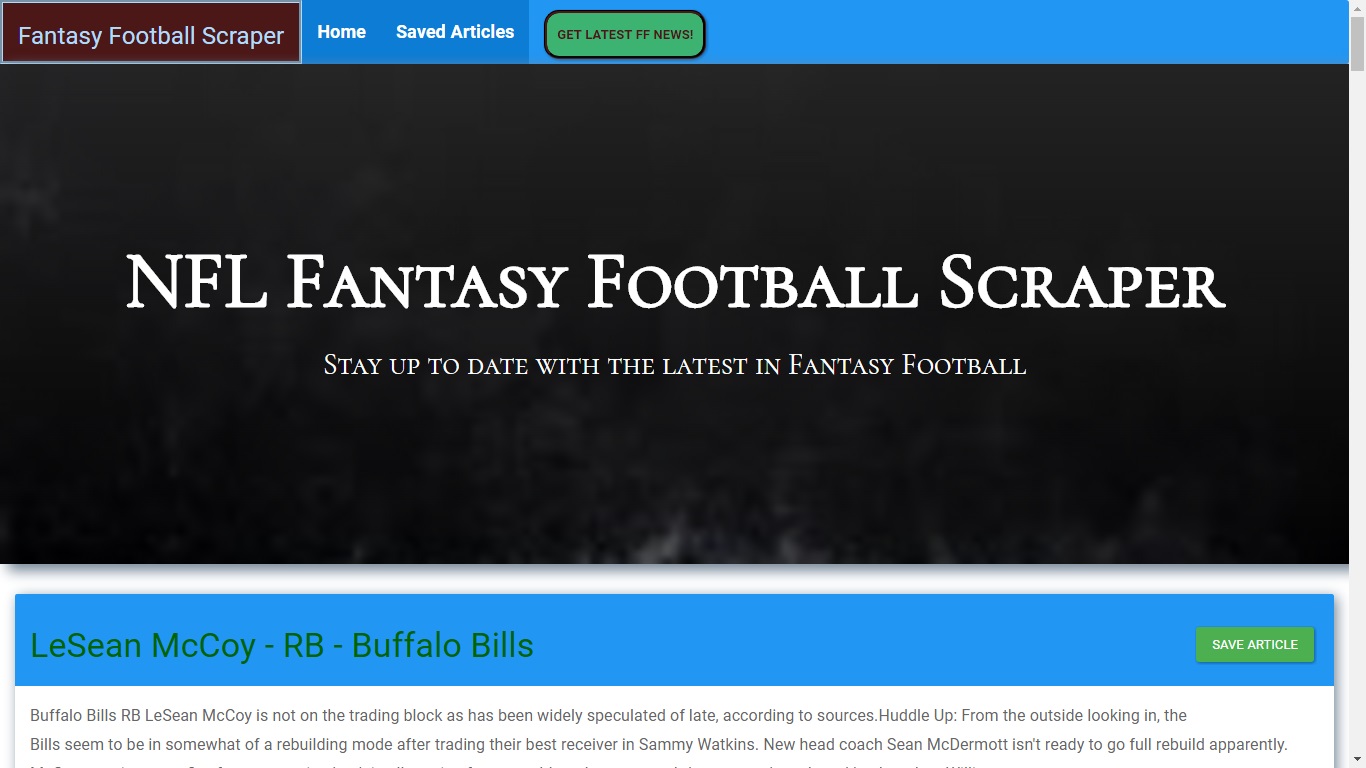 Fantasy Football Scraper
Home
Saved Articles
GET LATEST FF NEWS!
NFL Fantasy Football Scraper
Stay up to date with the latest in Fantasy Football
LeSean McCoy - RB - Buffalo Bills
SAVE ARTICLE
Buffalo Bills RB LeSean McCoy is not on the trading block as has been widely speculated of late, according to sources.Huddle Up: From the outside looking in, the
Bills seem to be in somewhat of a rebuilding mode after trading their best receiver in Sammy Watkins. New head coach Sean McDermott isn't ready to go full rebuild apparently.